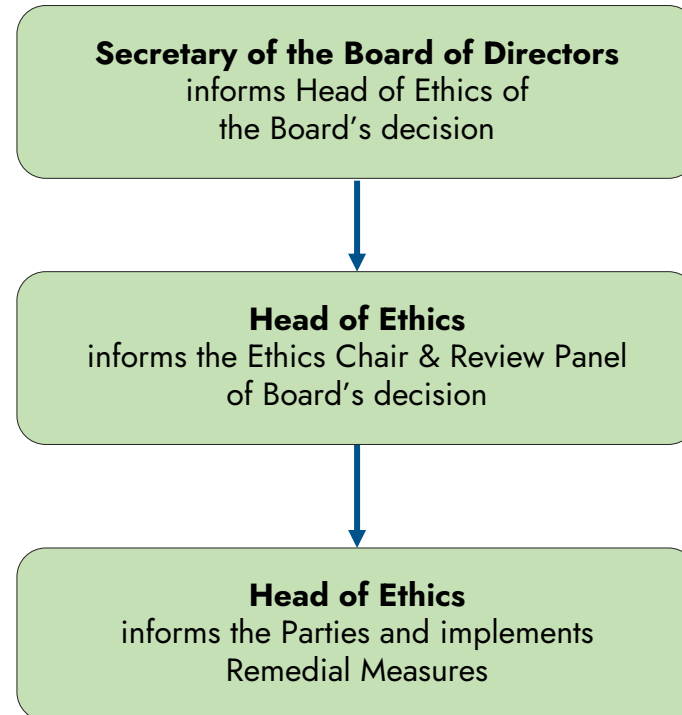 Secretary of the Board of Directors
informs Head of Ethics of
the Board’s decision
Head of Ethics
informs the Ethics Chair & Review Panel
of Board’s decision
Head of Ethics
informs the Parties and implements
Remedial Measures